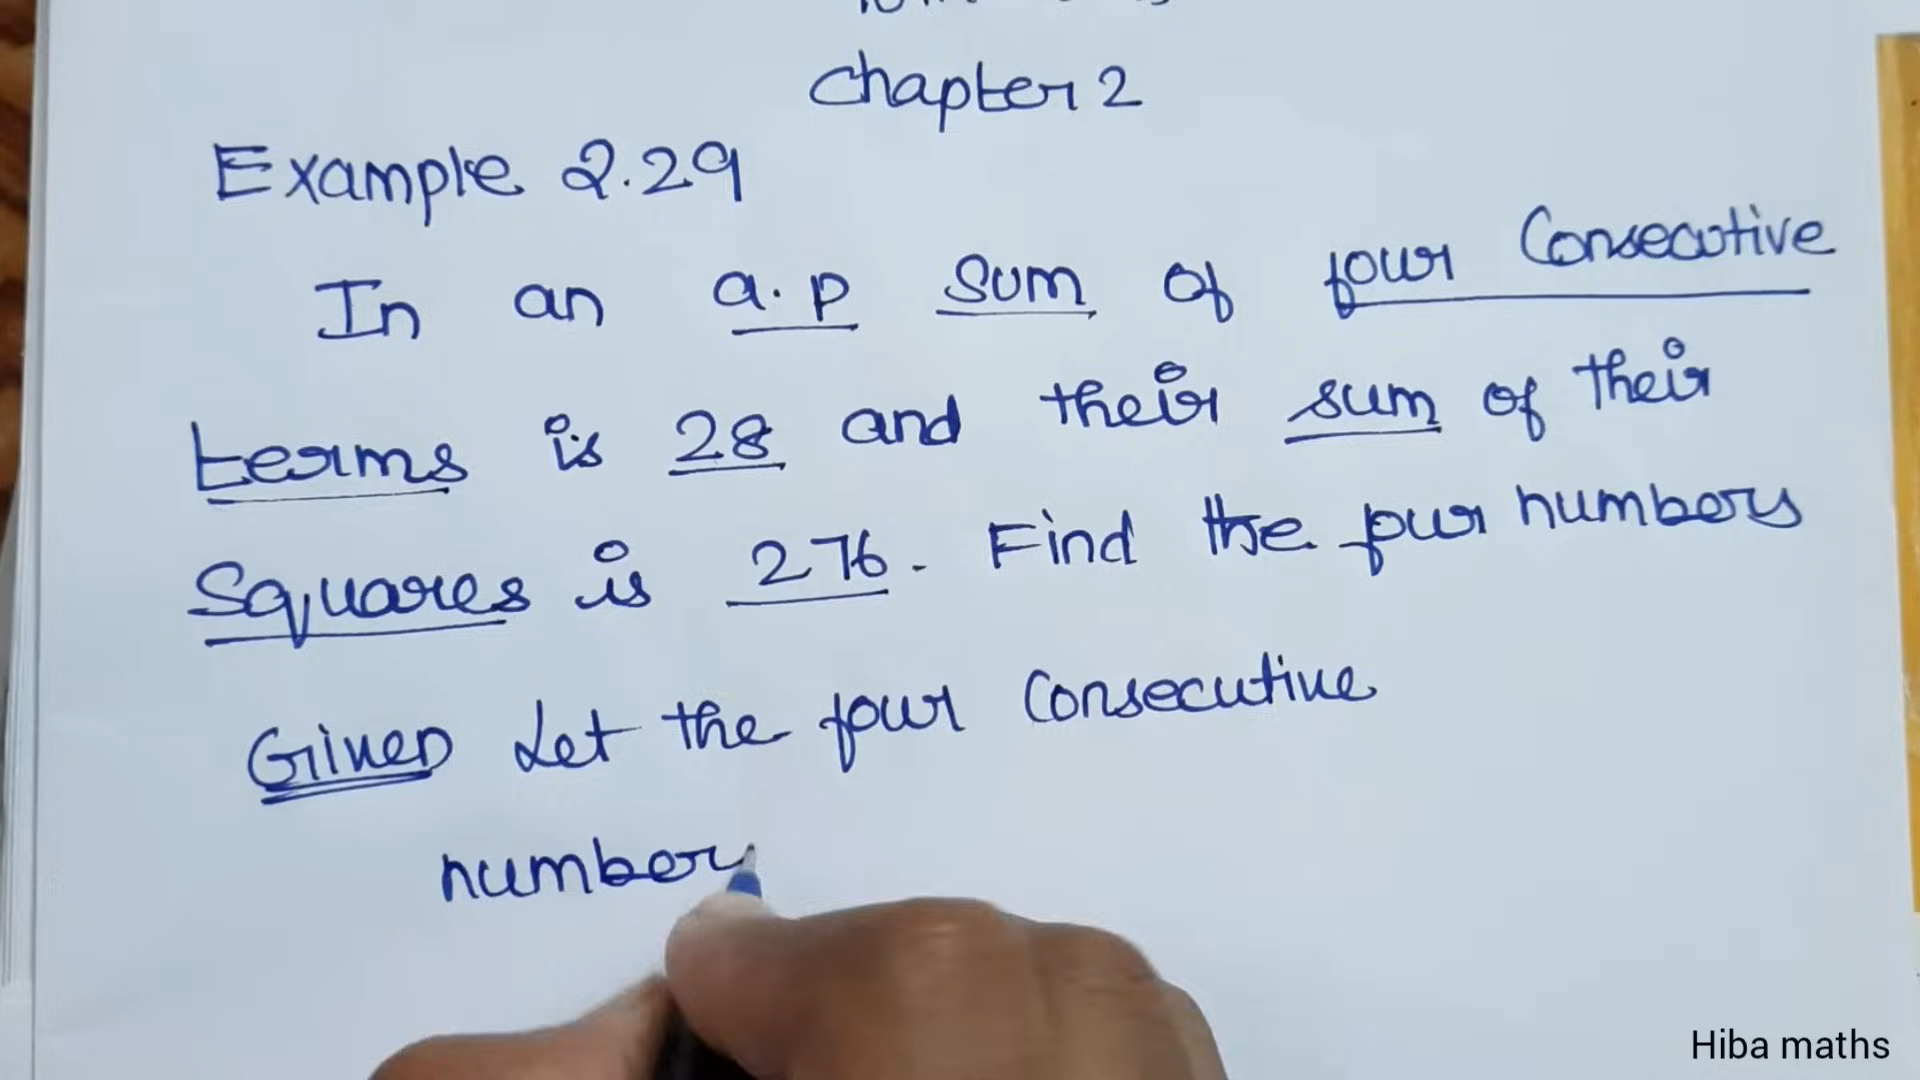 Chapter 2
Example 2.29
In an a.p sum of four Consecutive
terms is 28 and their sum of their
Squares is 276. Find the four numbers
Given Let the four Consecutive
numbers
Hiba maths